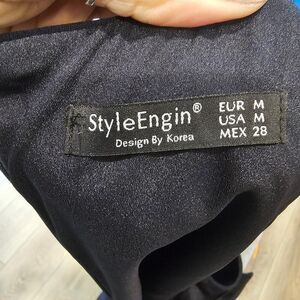 StyleEngin®
Design By Korea
EUR M
USA M
MEX 28